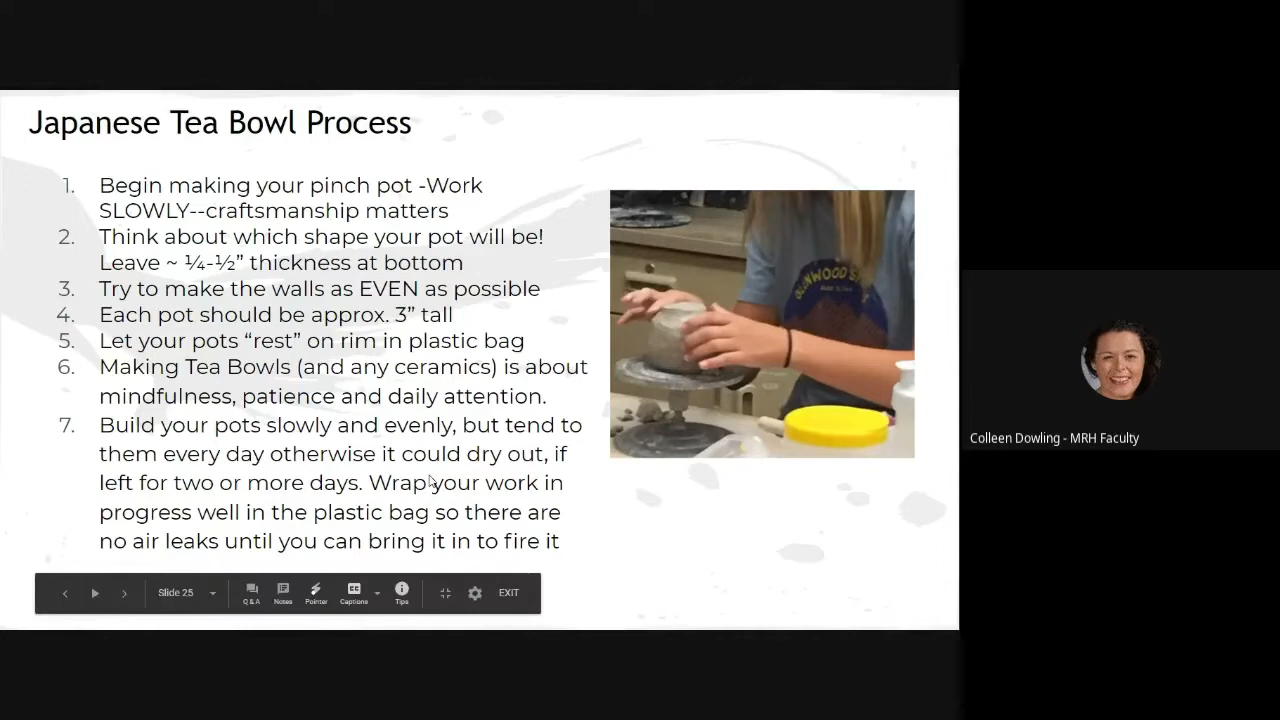 Japanese Tea Bowl Process
1. Begin making your pinch pot -Work
SLOWLY--craftsmanship matters
2. Think about which shape your pot will be!
Leave ~ ¼-½” thickness at bottom
3. Try to make the walls as EVEN as possible
4. Each pot should be approx. 3” tall
5. Let your pots “rest” on rim in plastic bag
6. Making Tea Bowls (and any ceramics) is about
mindfulness, patience and daily attention.
7. Build your pots slowly and evenly, but tend to
them every day otherwise it could dry out, if
left for two or more days. Wrap your work in
progress well in the plastic bag so there are
no air leaks until you can bring it in to fire it
Slide 25
Q & A
Notes
Pointer
CC
Captions
Tips
EXIT
Colleen Dowling - MRH Faculty